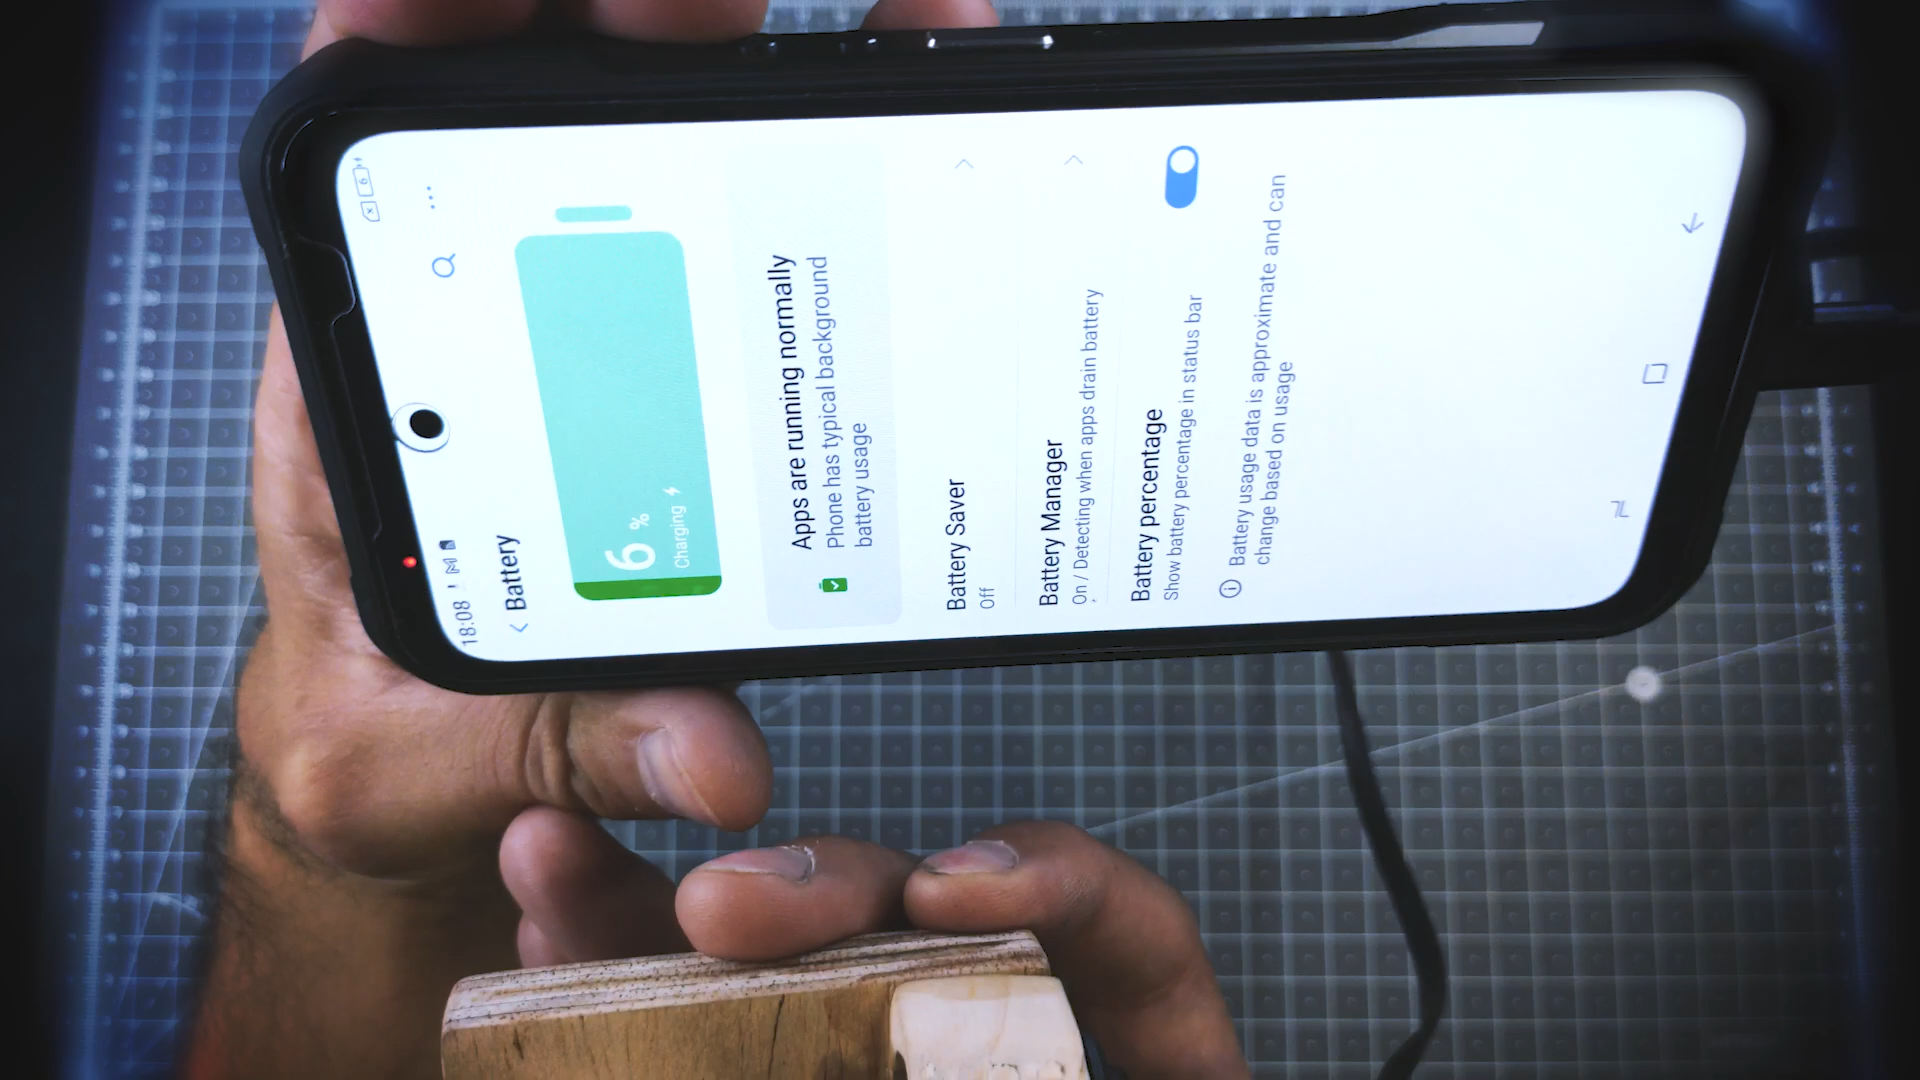 18:08
6
Battery
6 %
Charging
Apps are running normally
Phone has typical background
battery usage
Battery Saver
Off
Battery Manager
On / Detecting when apps drain battery
Battery percentage
Show battery percentage in status bar
Battery usage data is approximate and can
change based on usage